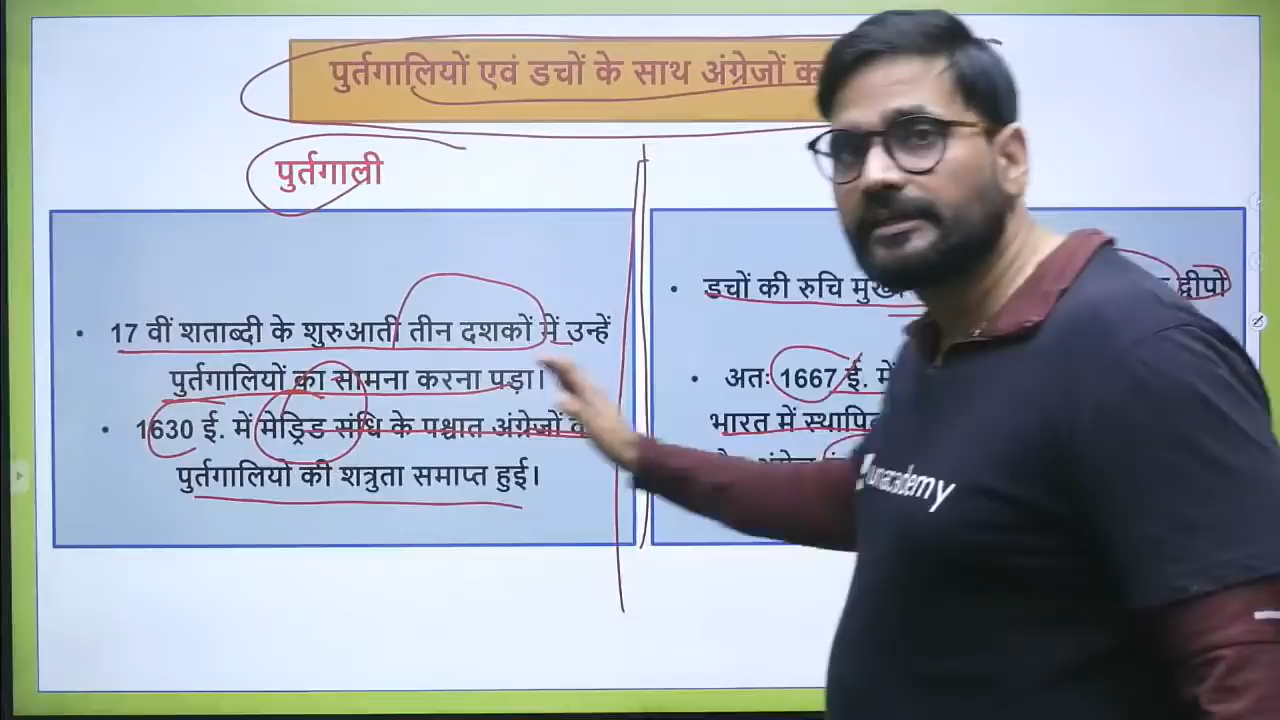 पुर्तगालियों एवं डचों के साथ अंग्रेजों
पुर्तगाली
• 17 वीं शताब्दी के शुरुआती तीन दशकों में उन्हें
पुर्तगालियों का सामना करना पड़ा।
• 1630 ई. में मेड्रिड संधि के पश्चात अंग्रेजों
पुर्तगालियों की शत्रुता समाप्त हुई।
• डचों की रुचि द्वीपो
• अतः 1667 ई. में
भारत में
unacademy